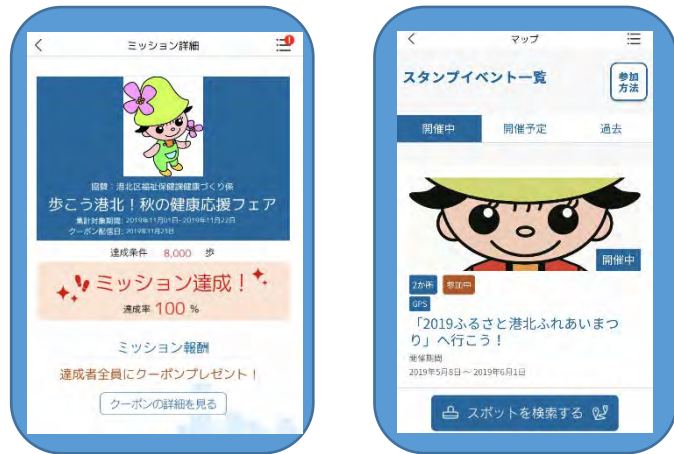 ミッション詳細
協賛：港北区福祉保健課健康づくり係
歩こう港北！秋の健康応援フェア
集計対象期間: 2019年11月01日~2019年11月22日
クーポン配信日: 2019年11月23日
達成条件 8,000 歩
ミッション達成！
達成率 100 %
ミッション報酬
達成者全員にクーポンプレゼント！
クーポンの詳細を見る
マップ
スタンプイベント一覧
参加
方法
開催中 開催予定 過去
開催中
2か所 参加中
GPS
「2019ふるさと港北ふれあいまつ
り」へ行こう！
開催期間
2019年5月8日 ～ 2019年6月1日
スポットを検索する